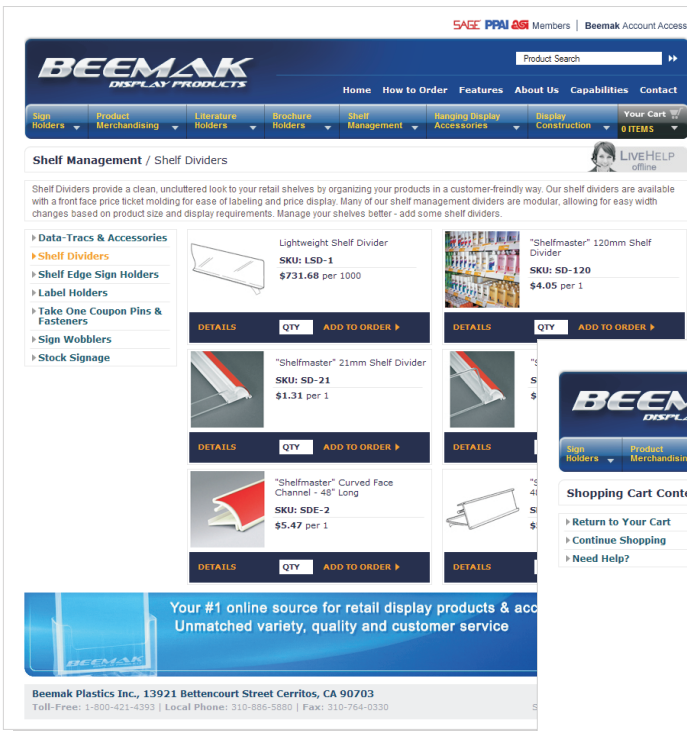 SAGE PPAI ASI Members | Beemak Account Access
BEEMAK
DISPLAY PRODUCTS
Product Search
Home How to Order Features About Us Capabilities Contact
Sign Holders
Product Merchandising
Literature Holders
Brochure Holders
Shelf Management
Hanging Display Accessories
Display Construction
Your Cart
0 ITEMS
Shelf Management / Shelf Dividers
LIVEHELP
offline
Shelf Dividers provide a clean, uncluttered look to your retail shelves by organizing your products in a customer-freindly way. Our shelf dividers are available
with a front face price ticket molding for ease of labeling and price display. Many of our shelf management dividers are modular, allowing for easy width
changes based on product size and display requirements. Manage your shelves better - add some shelf dividers.
Data-Tracs & Accessories
Shelf Dividers
Shelf Edge Sign Holders
Label Holders
Take One Coupon Pins &
Fasteners
Sign Wobblers
Stock Signage
Lightweight Shelf Divider
SKU: LSD-1
$731.68 per 1000
DETAILS QTY ADD TO ORDER
"Shelfmaster" 120mm Shelf
Divider
SKU: SD-120
$4.05 per 1
DETAILS QTY ADD TO ORDER
"Shelfmaster" 21mm Shelf Divider
SKU: SD-21
$1.31 per 1
DETAILS QTY ADD TO ORDER
"S
S
$
DETAILS
"Shelfmaster" Curved Face
Channel - 48" Long
SKU: SDE-2
$5.47 per 1
DETAILS QTY ADD TO ORDER
"S
48
S
$
DETAILS
BEEM
DISPL
Sign
Holders
Product
Merchandisin
Shopping Cart Conte
Return to Your Cart
Continue Shopping
Need Help?
BEEMAK
Your #1 online source for retail display products & acc
Unmatched variety, quality and customer service
Beemak Plastics Inc., 13921 Bettencourt Street Cerritos, CA 90703
Toll-Free: 1-800-421-4393 | Local Phone: 310-886-5880 | Fax: 310-764-0330
S